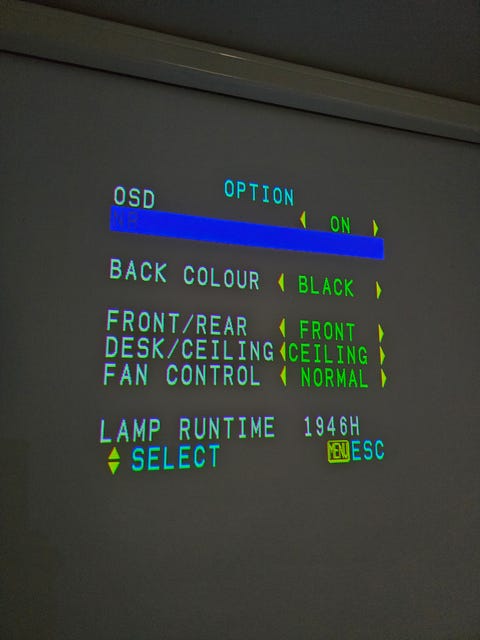 OPTION
OSD ON
BACK COLOUR BLACK
FRONT/REAR FRONT
DESK/CEILING CEILING
FAN CONTROL NORMAL
LAMP RUNTIME 1946H
SELECT MENU ESC